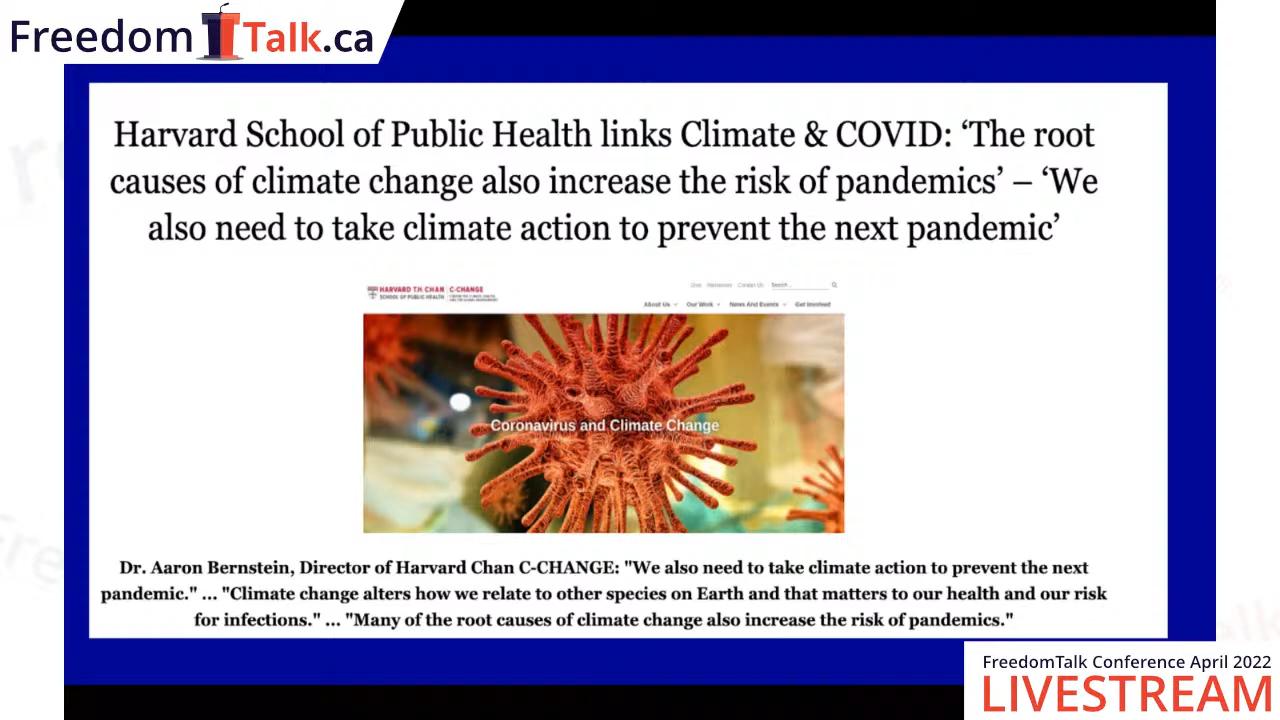 FreedomTalk.ca
Harvard School of Public Health links Climate & COVID: ‘The root
causes of climate change also increase the risk of pandemics’ – ‘We
also need to take climate action to prevent the next pandemic’
HARVARD T.H. CHAN
SCHOOL OF PUBLIC HEALTH
C-CHANGE
Give Newsroom Contact Us Search...
About Us Our Work News And Events Get Involved
Coronavirus and Climate Change
Dr. Aaron Bernstein, Director of Harvard Chan C-CHANGE: "We also need to take climate action to prevent the next
pandemic." ... "Climate change alters how we relate to other species on Earth and that matters to our health and our risk
for infections." ... "Many of the root causes of climate change also increase the risk of pandemics."
FreedomTalk Conference April 2022
LIVESTREAM